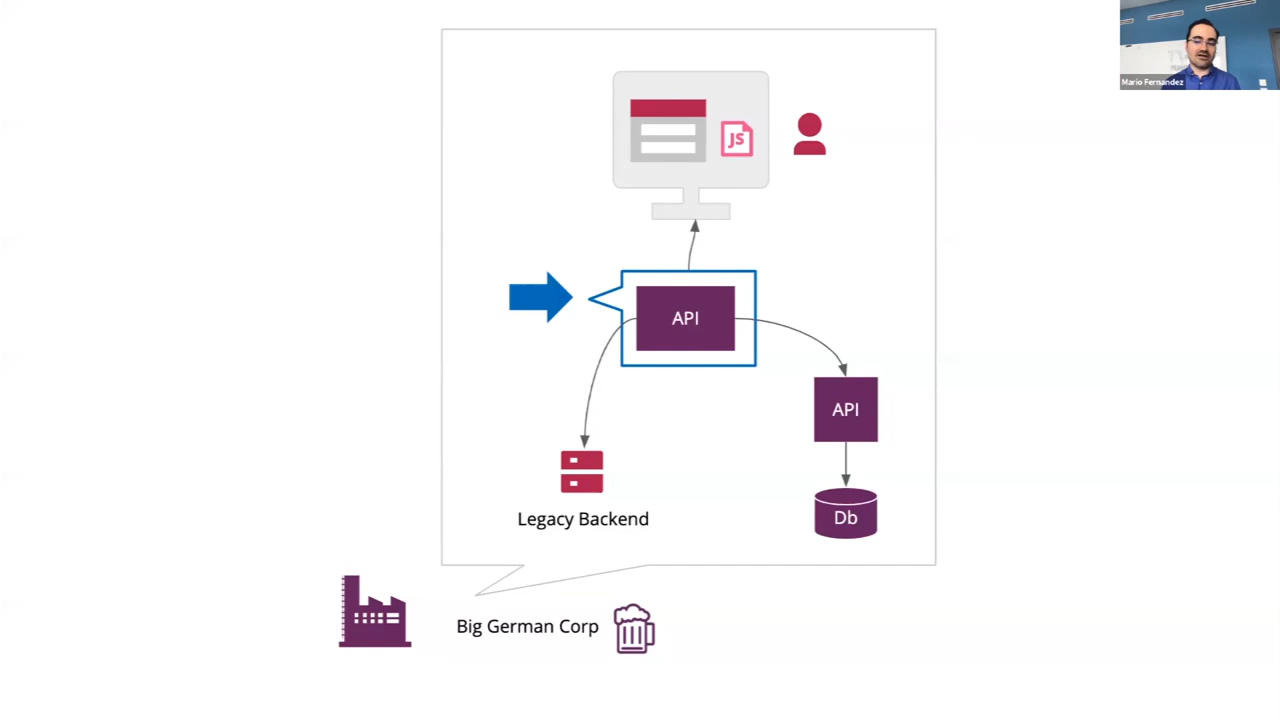 Mario Fernandez
JS
API
API
Legacy Backend
Db
Big German Corp